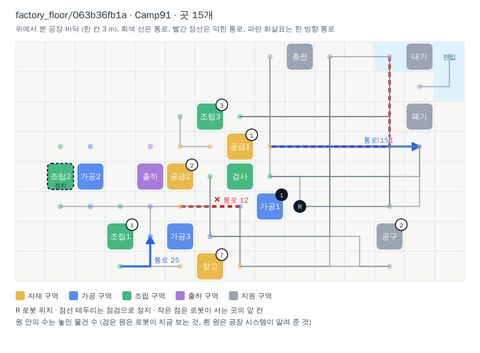 factory_floor/063b36fb1a · Camp91 · 곳 15개
위에서 본 공장 바닥 (한 칸 3 m). 회색 선은 통로, 빨간 점선은 막힌 통로, 파란 화살표는 한 방향 통로
충전
대기
조립3
3
폐기
공급1
1
통로 151
조립2
정지
가공2
출하
공급2
2
검사
통로 12
가공1
1
R
조립1
1
가공3
공구
2
통로 25
창고
7
자재 구역
가공 구역
조립 구역
출하 구역
지원 구역
R 로봇 위치 · 점선 테두리는 점검으로 정지 · 작은 점은 로봇이 서는 곳의 앞 칸
원 안의 수는 놓인 물건 수 (검은 원은 로봇이 지금 보는 것, 흰 원은 공장 시스템이 알려 준 것)